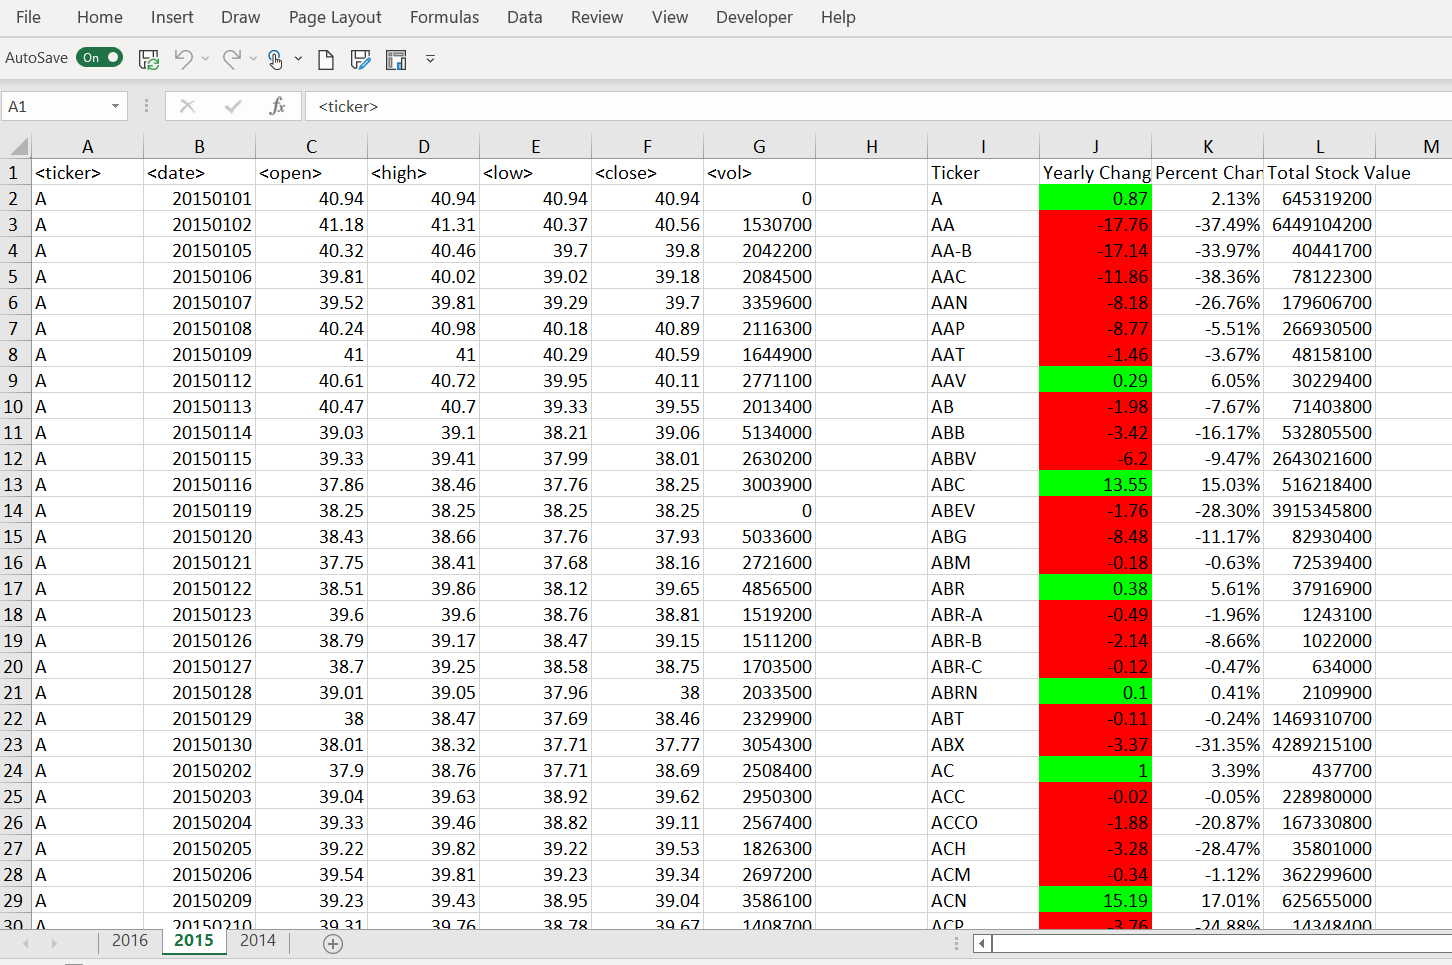 File Home Insert Draw Page Layout Formulas Data Review View Developer Help
AutoSave On
A1 fx <ticker>
A B C D E F G H I J K L M
1 <ticker> <date> <open> <high> <low> <close> <vol> Ticker Yearly Chang Percent Char Total Stock Value
2 A 20150101 40.94 40.94 40.94 40.94 0 A 0.87 2.13% 645319200
3 A 20150102 41.18 41.31 40.37 40.56 1530700 AA -17.76 -37.49% 6449104200
4 A 20150105 40.32 40.46 39.7 39.8 2042200 AA-B -17.14 -33.97% 40441700
5 A 20150106 39.81 40.02 39.02 39.18 2084500 AAC -11.86 -38.36% 78122300
6 A 20150107 39.52 39.81 39.29 39.7 3359600 AAN -8.18 -26.76% 179606700
7 A 20150108 40.24 40.98 40.18 40.89 2116300 AAP -8.77 -5.51% 266930500
8 A 20150109 41 41 40.29 40.59 1644900 AAT -1.46 -3.67% 48158100
9 A 20150112 40.61 40.72 39.95 40.11 2771100 AAV 0.29 6.05% 30229400
10 A 20150113 40.47 40.7 39.33 39.55 2013400 AB -1.98 -7.67% 71403800
11 A 20150114 39.03 39.1 38.21 39.06 5134000 ABB -3.42 -16.17% 532805500
12 A 20150115 39.33 39.41 37.99 38.01 2630200 ABBV -6.2 -9.47% 2643021600
13 A 20150116 37.86 38.46 37.76 38.25 3003900 ABC 13.55 15.03% 516218400
14 A 20150119 38.25 38.25 38.25 38.25 0 ABEV -1.76 -28.30% 3915345800
15 A 20150120 38.43 38.66 37.76 37.93 5033600 ABG -8.48 -11.17% 82930400
16 A 20150121 37.75 38.41 37.68 38.16 2721600 ABM -0.18 -0.63% 72539400
17 A 20150122 38.51 39.86 38.12 39.65 4856500 ABR 0.38 5.61% 37916900
18 A 20150123 39.6 39.6 38.76 38.81 1519200 ABR-A -0.49 -1.96% 1243100
19 A 20150126 38.79 39.17 38.47 39.15 1511200 ABR-B -2.14 -8.66% 1022000
20 A 20150127 38.7 39.25 38.58 38.75 1703500 ABR-C -0.12 -0.47% 634000
21 A 20150128 39.01 39.05 37.96 38 2033500 ABRN 0.1 0.41% 2109900
22 A 20150129 38 38.47 37.69 38.46 2329900 ABT -0.11 -0.24% 1469310700
23 A 20150130 38.01 38.32 37.71 37.77 3054300 ABX -3.37 -31.35% 4289215100
24 A 20150202 37.9 38.76 37.71 38.69 2508400 AC 1 3.39% 437700
25 A 20150203 39.04 39.63 38.92 39.62 2950300 ACC -0.02 -0.05% 228980000
26 A 20150204 39.33 39.46 38.82 39.11 2567400 ACCO -1.88 -20.87% 167330800
27 A 20150205 39.22 39.82 39.22 39.53 1826300 ACH -3.28 -28.47% 35801000
28 A 20150206 39.54 39.81 39.23 39.34 2697200 ACM -0.34 -1.12% 362299600
29 A 20150209 39.23 39.43 38.95 39.04 3586100 ACN 15.19 17.01% 625655000
30 A 20150210 39.31 39.76 38.78 39.67 1408700 ACP -3.76 -24.88% 14348400
2016 2015 2014